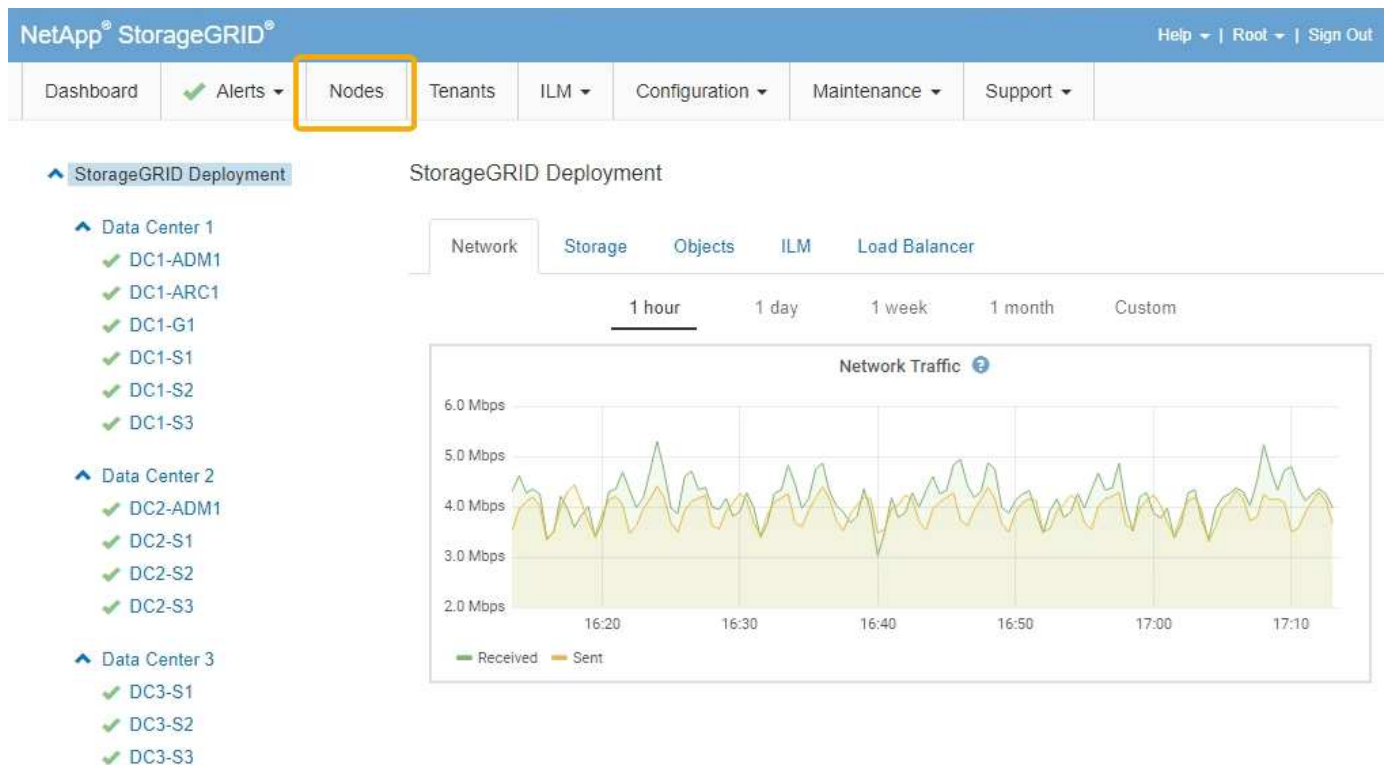 NetApp® StorageGRID®
Help | Root | Sign Out
Dashboard Alerts Nodes Tenants ILM Configuration Maintenance Support
StorageGRID Deployment
Data Center 1
DC1-ADM1
DC1-ARC1
DC1-G1
DC1-S1
DC1-S2
DC1-S3
Data Center 2
DC2-ADM1
DC2-S1
DC2-S2
DC2-S3
Data Center 3
DC3-S1
DC3-S2
DC3-S3
StorageGRID Deployment
Network Storage Objects ILM Load Balancer
1 hour 1 day 1 week 1 month Custom
Network Traffic ?
6.0 Mbps
5.0 Mbps
4.0 Mbps
3.0 Mbps
2.0 Mbps
16:20 16:30 16:40 16:50 17:00 17:10
Received Sent